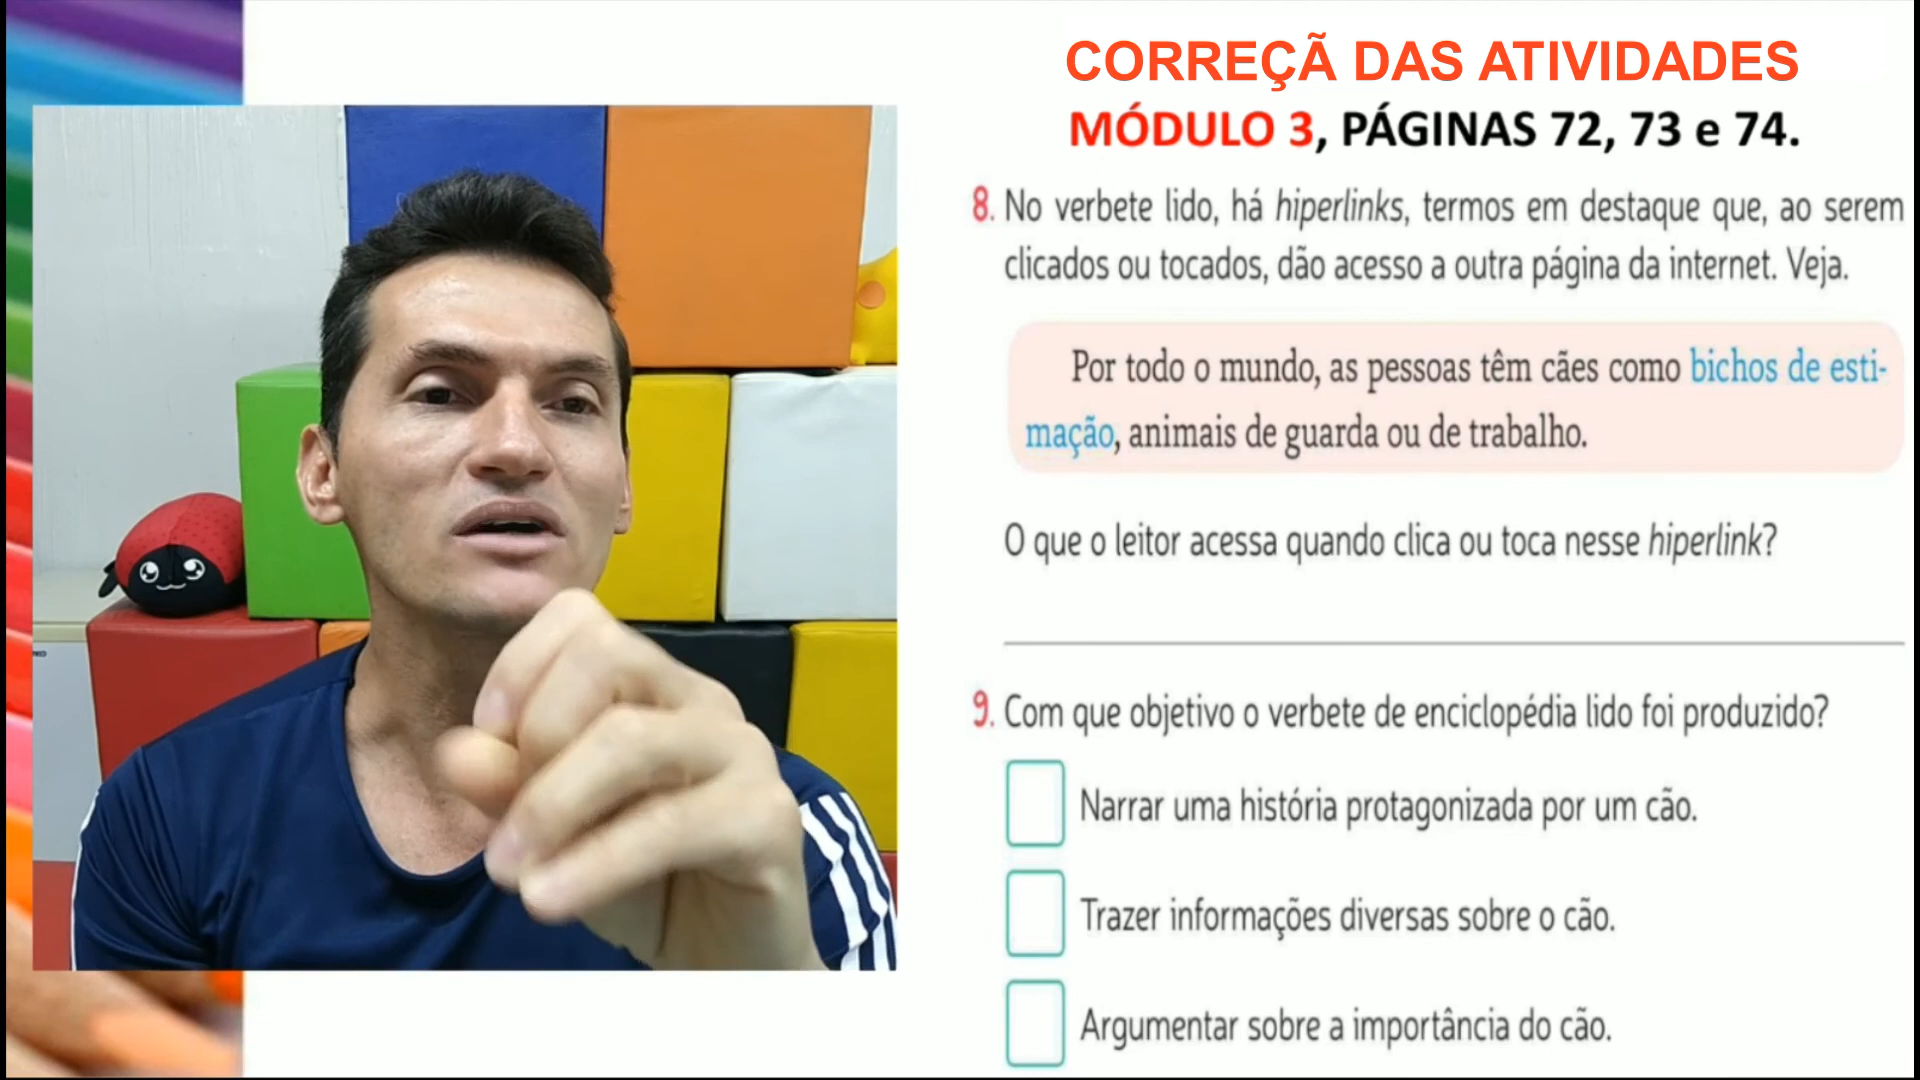 CORREÇÃ DAS ATIVIDADES
MÓDULO 3, PÁGINAS 72, 73 e 74.
8. No verbete lido, há hiperlinks, termos em destaque que, ao serem
clicados ou tocados, dão acesso a outra página da internet. Veja.
Por todo o mundo, as pessoas têm cães como bichos de esti-
mação, animais de guarda ou de trabalho.
O que o leitor acessa quando clica ou toca nesse hiperlink?
9. Com que objetivo o verbete de enciclopédia lido foi produzido?
Narrar uma história protagonizada por um cão.
Trazer informações diversas sobre o cão.
Argumentar sobre a importância do cão.